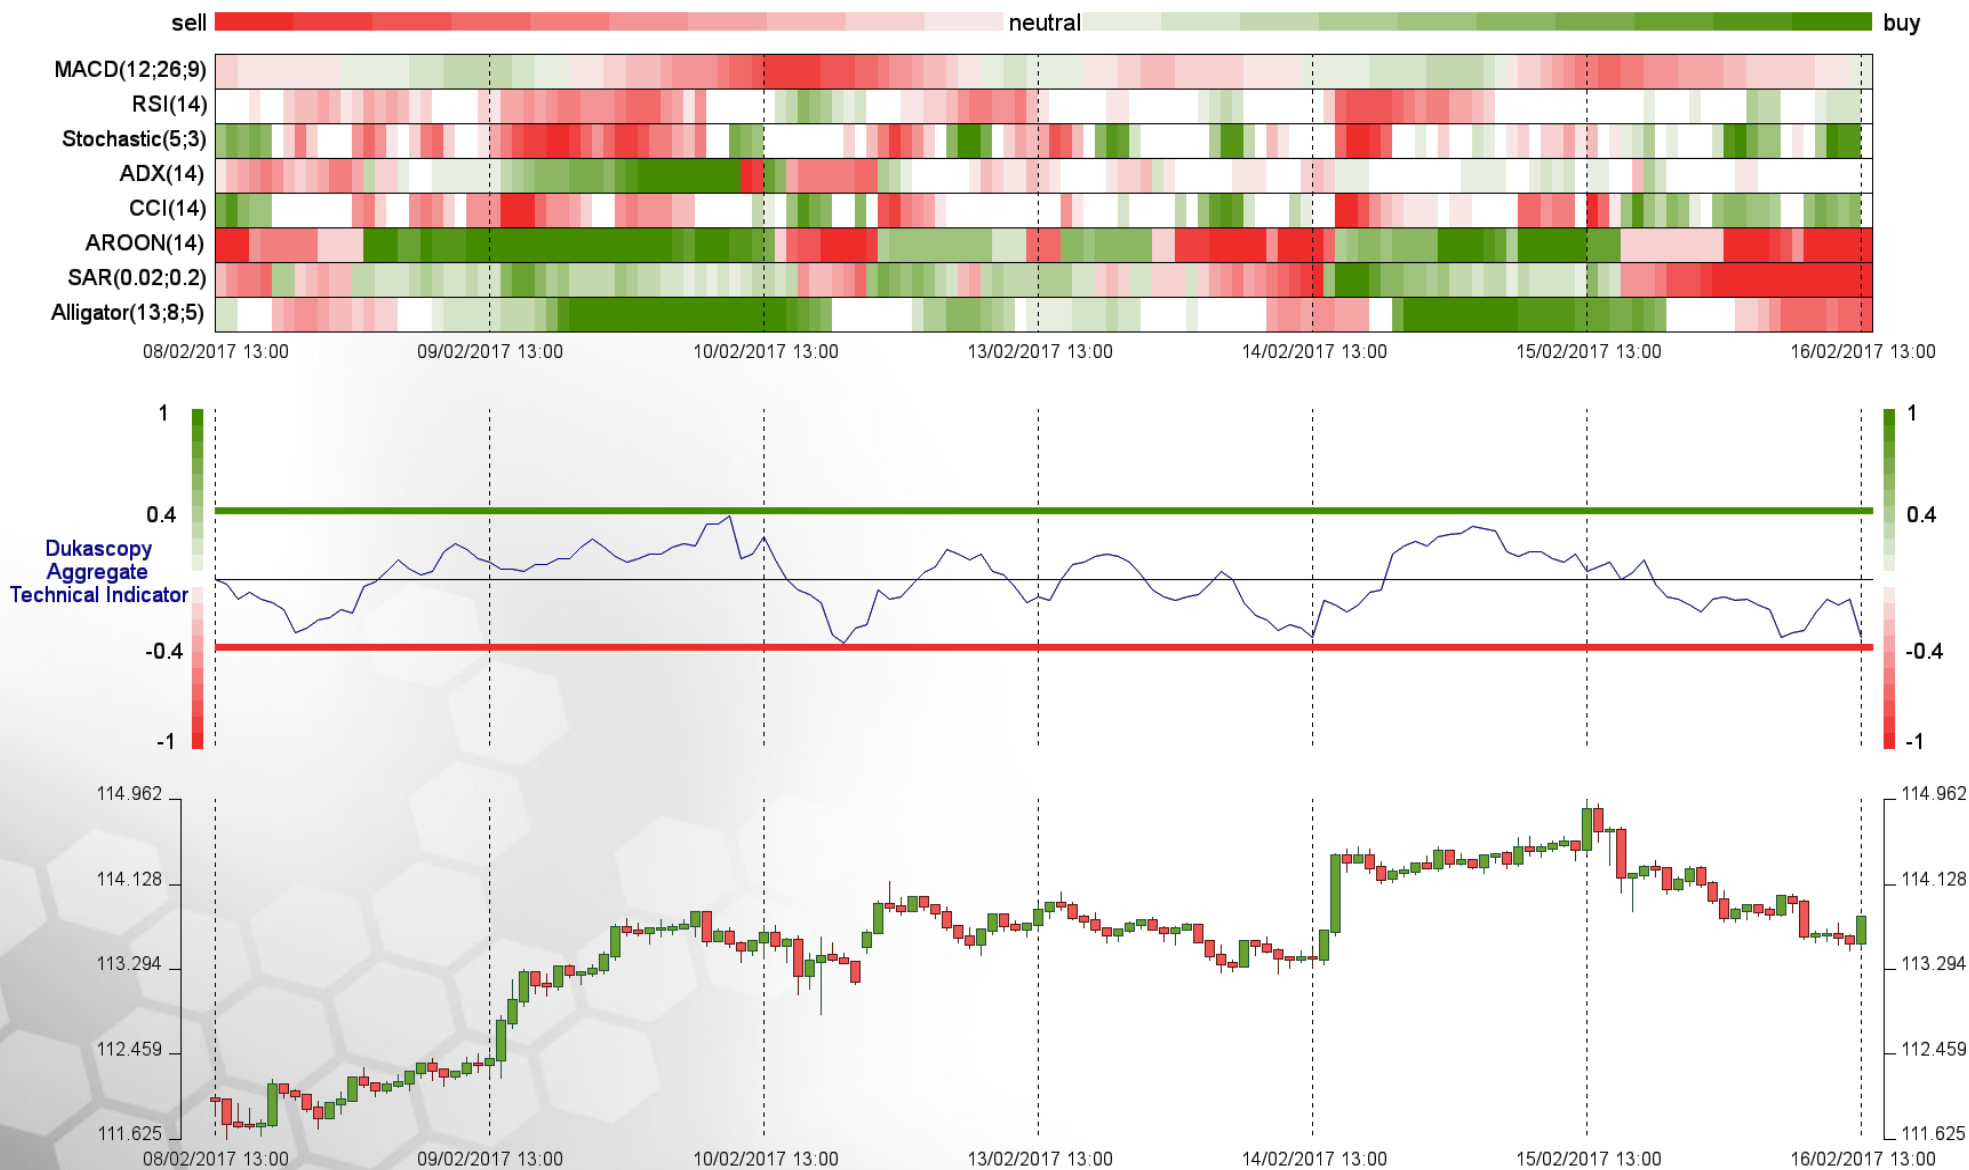 sell neutral buy
MACD(12;26;9)
RSI(14)
Stochastic(5;3)
ADX(14)
CCI(14)
AROON(14)
SAR(0.02;0.2)
Alligator(13;8;5)
08/02/2017 13:00 09/02/2017 13:00 10/02/2017 13:00 13/02/2017 13:00 14/02/2017 13:00 15/02/2017 13:00 16/02/2017 13:00
1 1
0.4 0.4
Dukascopy
Aggregate
Technical Indicator
-0.4 -0.4
-1 -1
114.962 114.962
114.128 114.128
113.294 113.294
112.459 112.459
111.625 111.625
08/02/2017 13:00 09/02/2017 13:00 10/02/2017 13:00 13/02/2017 13:00 14/02/2017 13:00 15/02/2017 13:00 16/02/2017 13:00